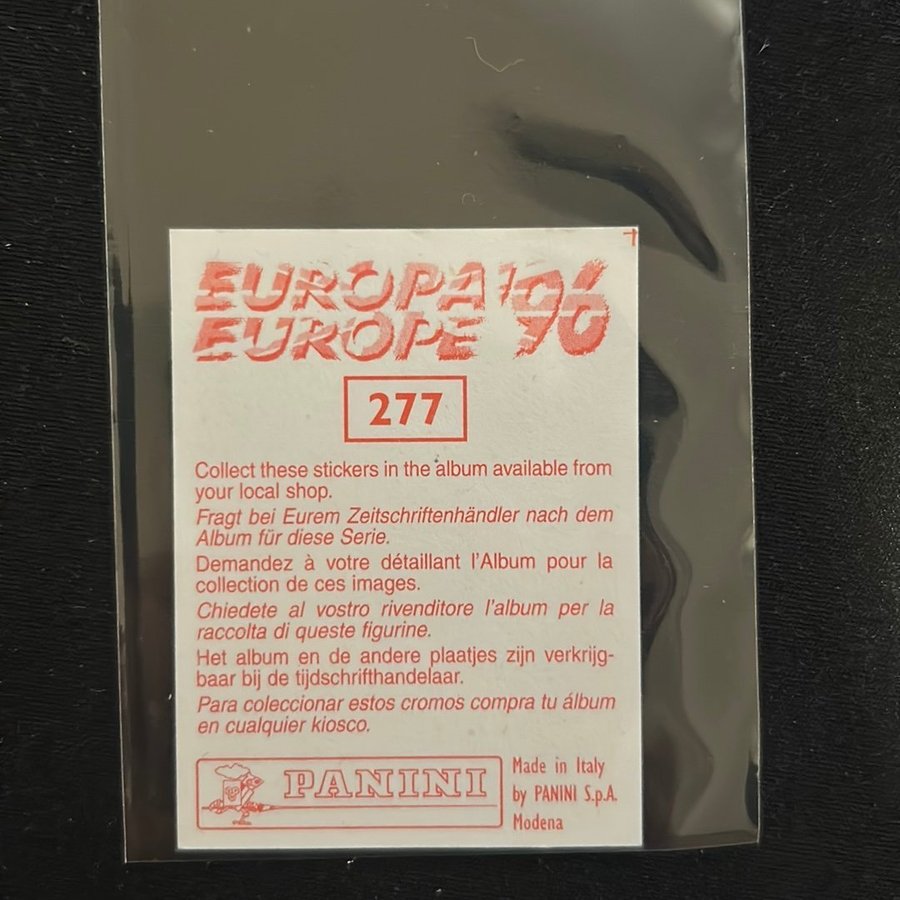 EUROPA '96
EUROPE '96
277
Collect these stickers in the album available from
your local shop.
Fragt bei Eurem Zeitschriftenhändler nach dem
Album für diese Serie.
Demandez à votre détaillant l'Album pour la
collection de ces images.
Chiedete al vostro rivenditore l'album per la
raccolta di queste figurine.
Het album en de andere plaatjes zijn verkrijg-
baar bij de tijdschrifthandelaar.
Para coleccionar estos cromos compra tu álbum
en cualquier kiosco.
PANINI
Made in Italy
by PANINI S.p.A.
Modena